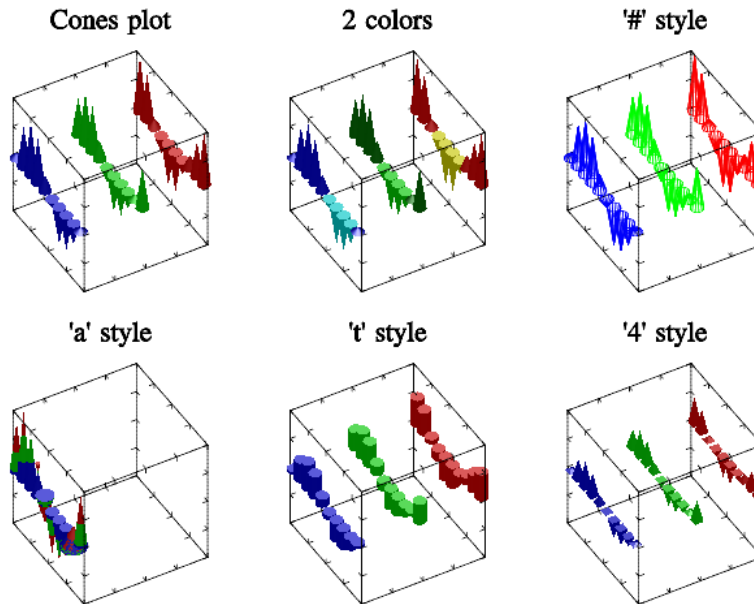 Cones plot
2 colors
'#' style
'a' style
't' style
'4' style